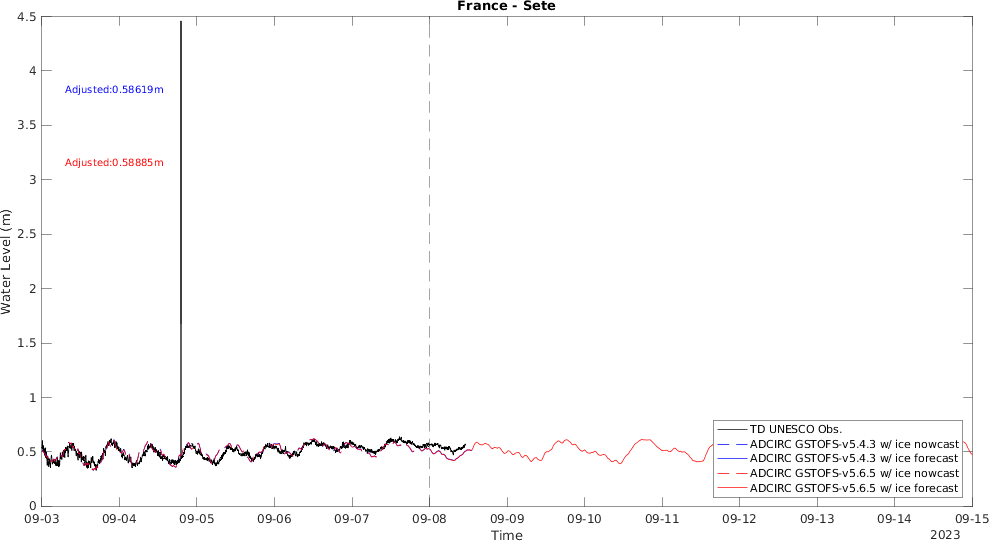 France - Sete
4.5
4
3.5
3
2.5
2
1.5
1
0.5
0
Water Level (m)
Adjusted:0.58619m
Adjusted:0.58885m
TD UNESCO Obs.
ADCIRC GSTOFS-v5.4.3 w/ ice nowcast
ADCIRC GSTOFS-v5.4.3 w/ ice forecast
ADCIRC GSTOFS-v5.6.5 w/ ice nowcast
ADCIRC GSTOFS-v5.6.5 w/ ice forecast
09-03 09-04 09-05 09-06 09-07 09-08 09-09 09-10 09-11 09-12 09-13 09-14 09-15
Time
2023